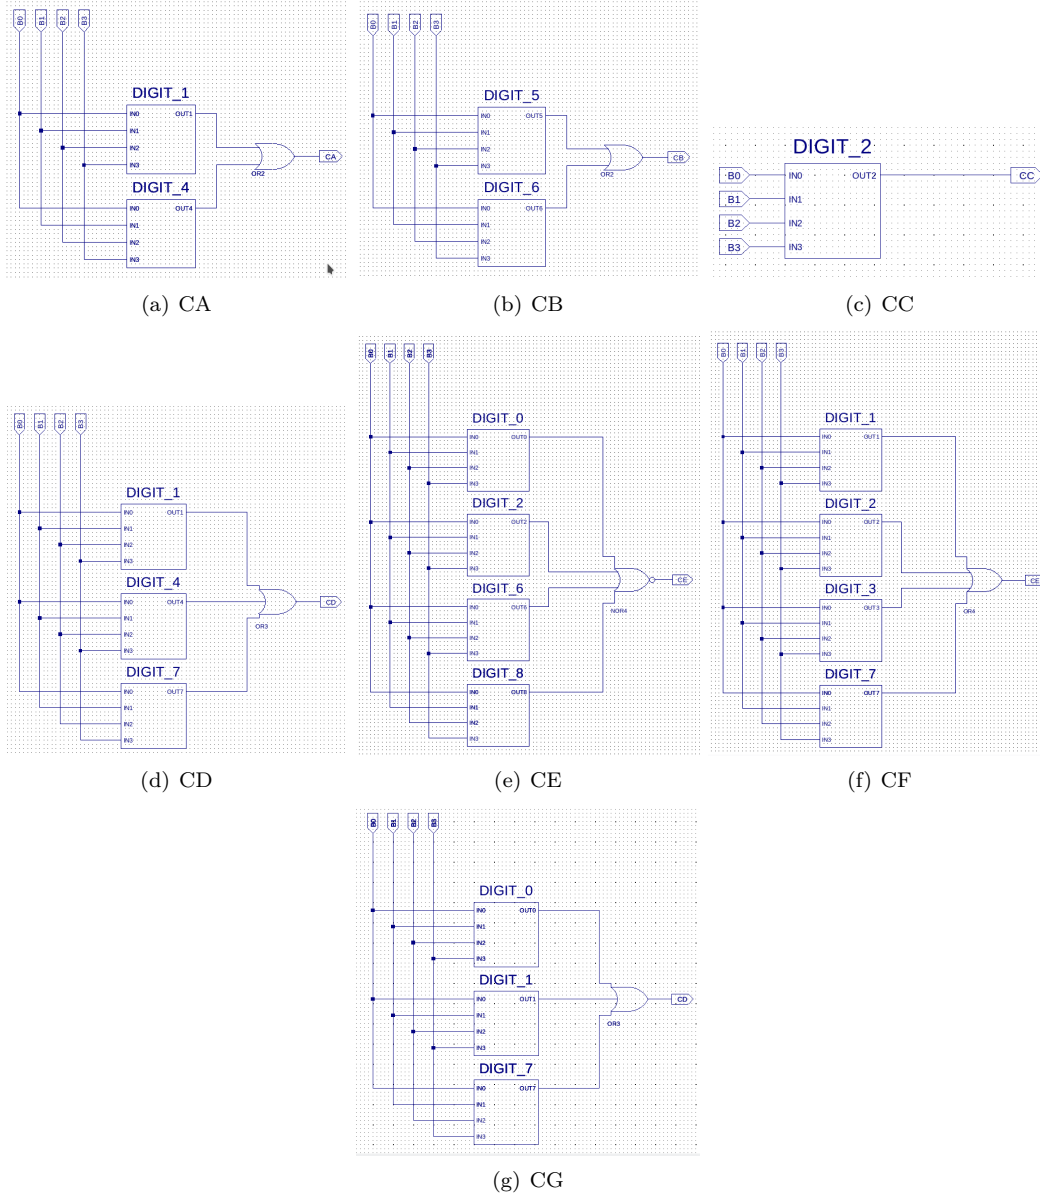 B0 B1 B2 B3
DIGIT_1
IN0 OUT1
IN1
IN2
IN3
OR2
CA
DIGIT_4
IN0 OUT4
IN1
IN2
IN3
(a) CA
B0 B1 B2 B3
DIGIT_5
IN0 OUT5
IN1
IN2
IN3
OR2
CB
DIGIT_6
IN0 OUT6
IN1
IN2
IN3
(b) CB
DIGIT_2
B0 IN0 OUT2 CC
B1 IN1
B2 IN2
B3 IN3
(c) CC
B0 B1 B2 B3
DIGIT_1
IN0 OUT1
IN1
IN2
IN3
DIGIT_4
IN0 OUT4 CD
IN1
IN2
IN3
OR3
DIGIT_7
IN0 OUT7
IN1
IN2
IN3
(d) CD
B0 B1 B2 B3
DIGIT_0
IN0 OUT0
IN1
IN2
IN3
DIGIT_2
IN0 OUT2
IN1
IN2
IN3
CE
DIGIT_6
IN0 OUT6
IN1
IN2
IN3
NOR4
DIGIT_8
IN0 OUT8
IN1
IN2
IN3
(e) CE
B0 B1 B2 B3
DIGIT_1
IN0 OUT1
IN1
IN2
IN3
DIGIT_2
IN0 OUT2
IN1
IN2
IN3
CE
DIGIT_3
IN0 OUT3
IN1
IN2
IN3
OR4
DIGIT_7
IN0 OUT7
IN1
IN2
IN3
(f) CF
B0 B1 B2 B3
DIGIT_0
IN0 OUT0
IN1
IN2
IN3
DIGIT_1
IN0 OUT1 CD
IN1
IN2
IN3
OR3
DIGIT_7
IN0 OUT7
IN1
IN2
IN3
(g) CG